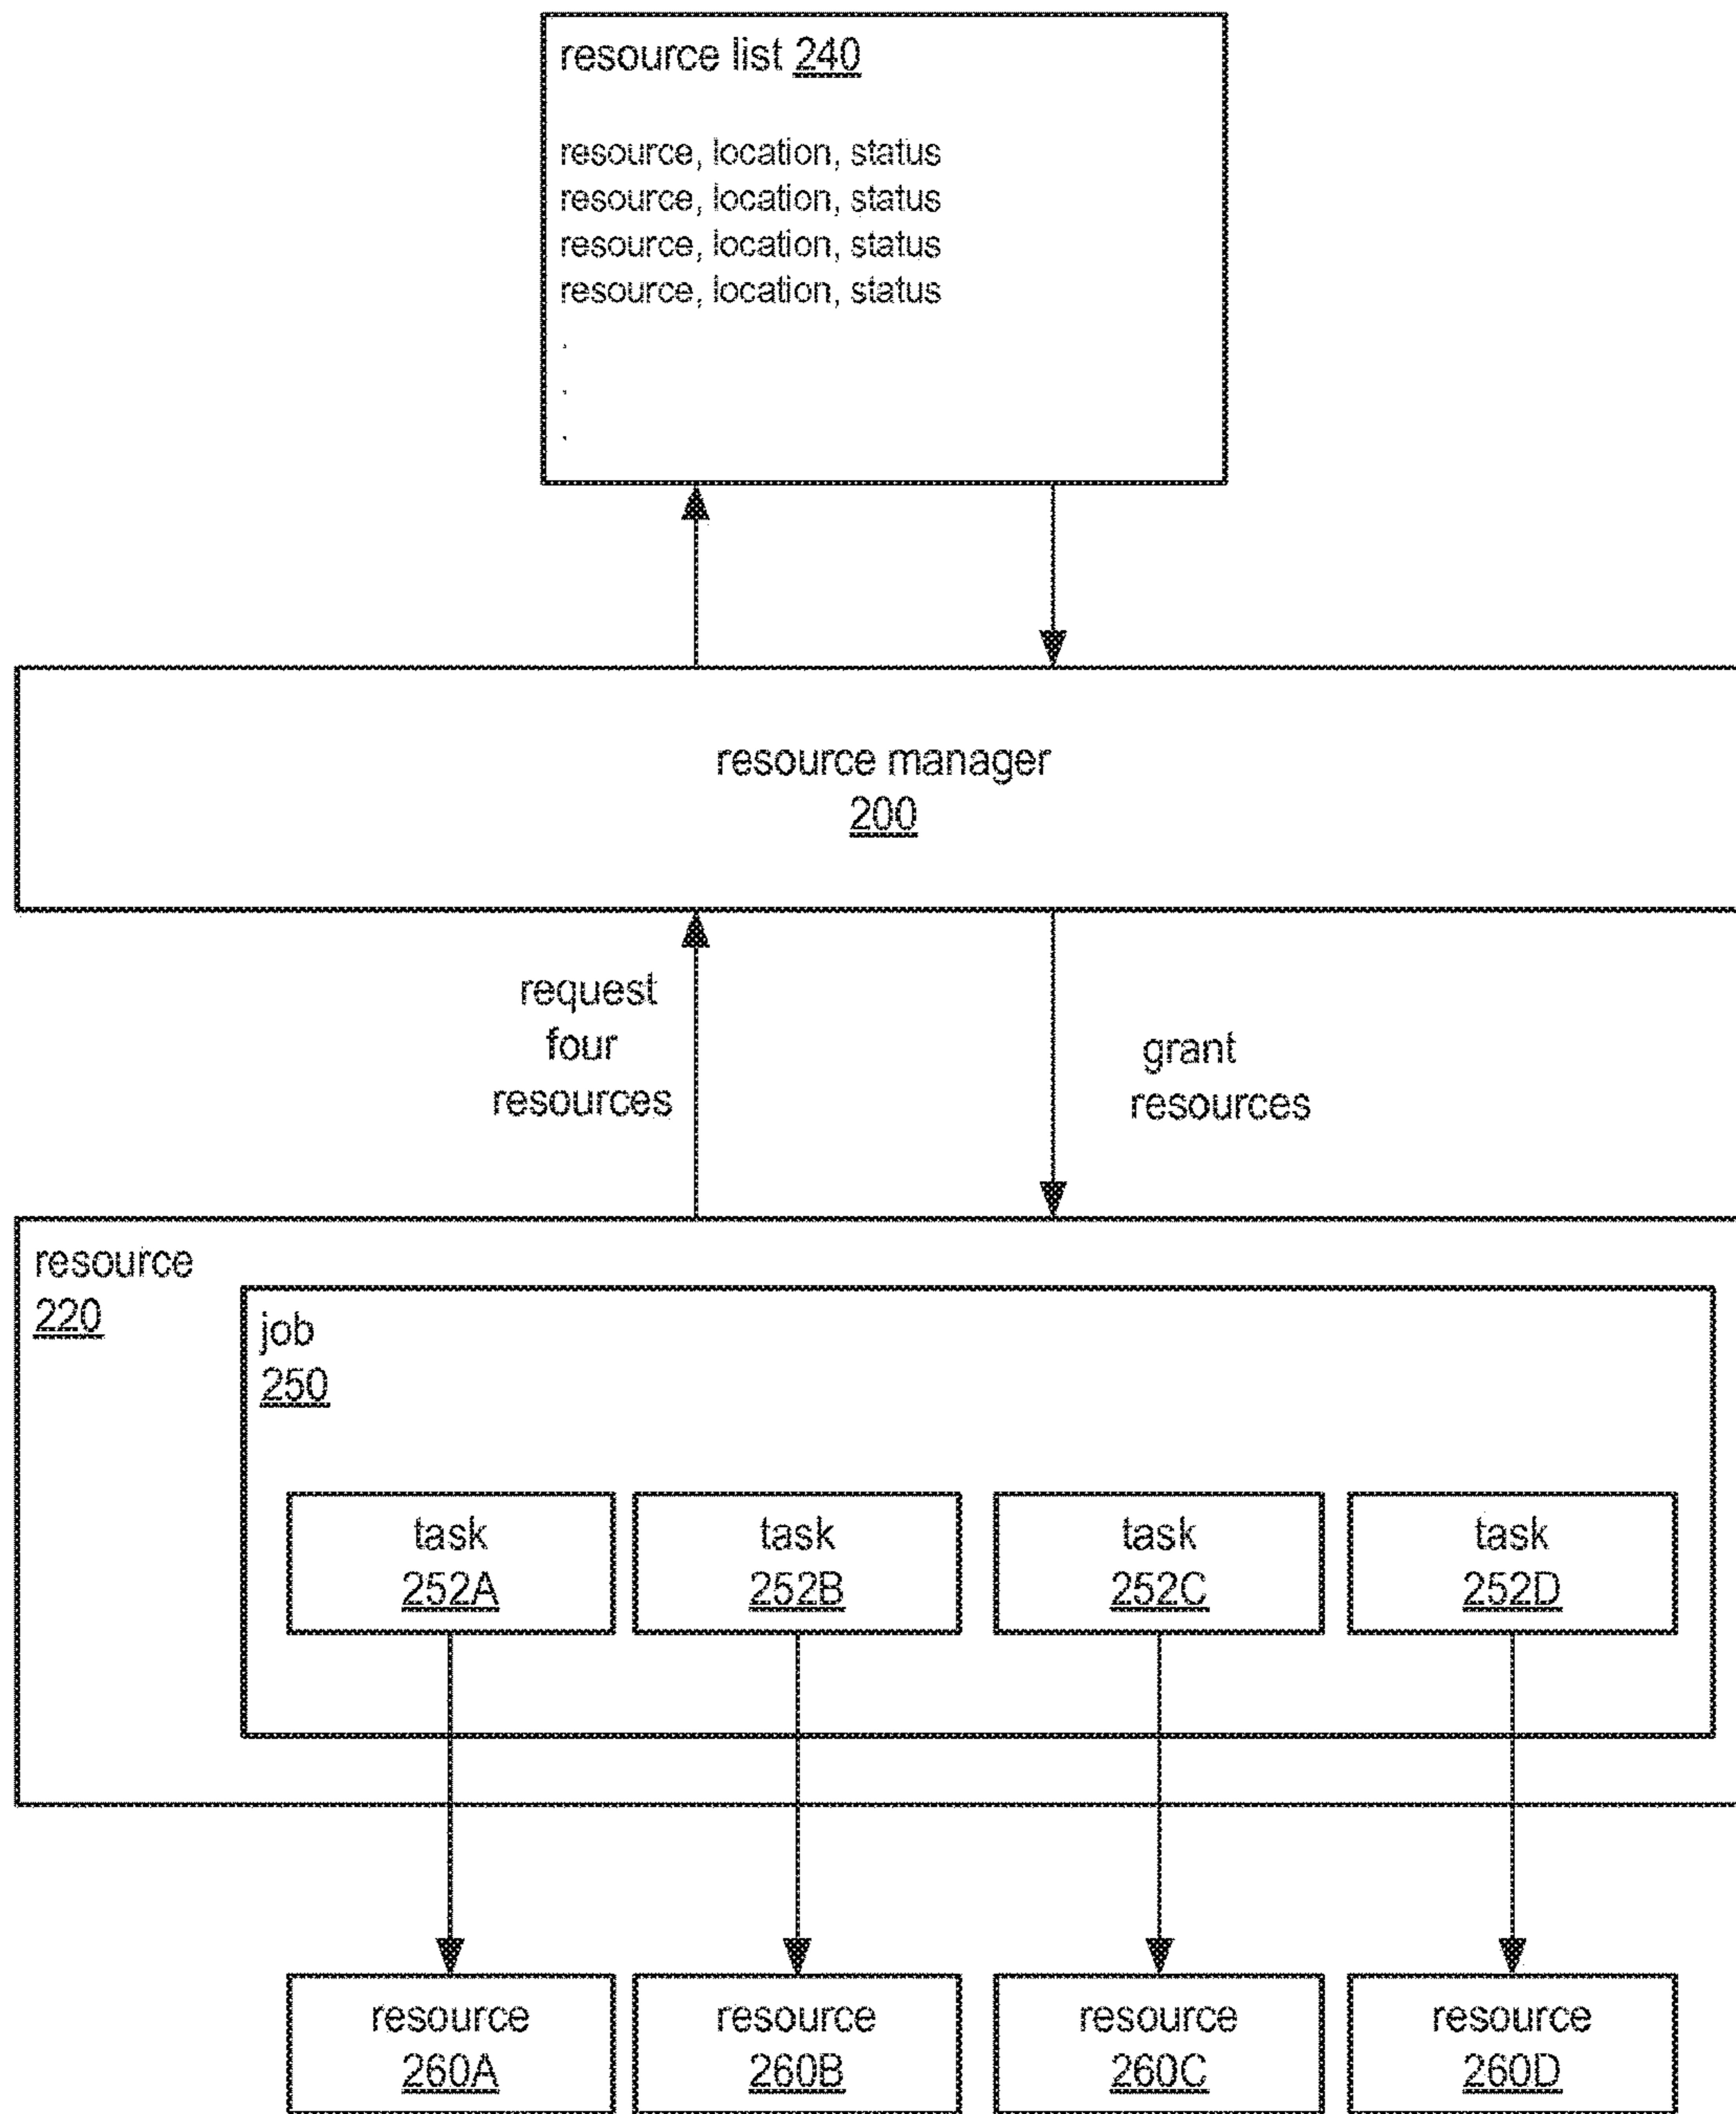 resource list 240
resource, location, status
resource, location, status
resource, location, status
resource, location, status
.
.
.
resource manager
200
request
four
resources
grant
resources
resource
220
job
250
task
252A
task
252B
task
252C
task
252D
resource
260A
resource
260B
resource
260C
resource
260D